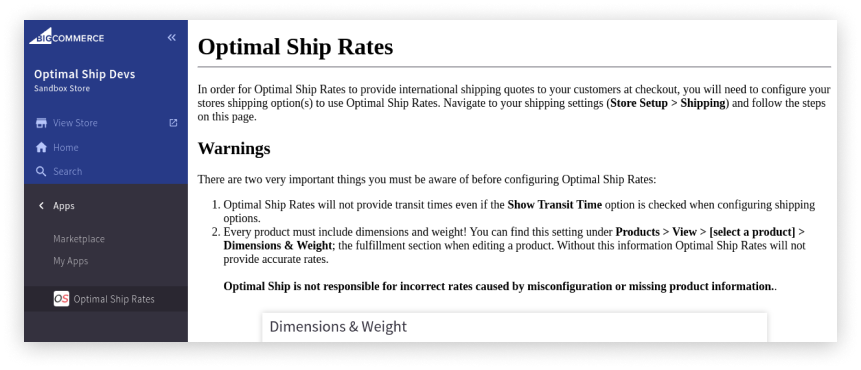 BIGCOMMERCE
Optimal Ship Devs
Sandbox Store
View Store
Home
Search
Apps
Marketplace
My Apps
OS Optimal Ship Rates
Optimal Ship Rates
In order for Optimal Ship Rates to provide international shipping quotes to your customers at checkout, you will need to configure your
stores shipping option(s) to use Optimal Ship Rates. Navigate to your shipping settings (Store Setup > Shipping) and follow the steps
on this page.
Warnings
There are two very important things you must be aware of before configuring Optimal Ship Rates:
1. Optimal Ship Rates will not provide transit times even if the Show Transit Time option is checked when configuring shipping
options.
2. Every product must include dimensions and weight! You can find this setting under Products > View > [select a product] >
Dimensions & Weight; the fulfillment section when editing a product. Without this information Optimal Ship Rates will not
provide accurate rates.
Optimal Ship is not responsible for incorrect rates caused by misconfiguration or missing product information..
Dimensions & Weight